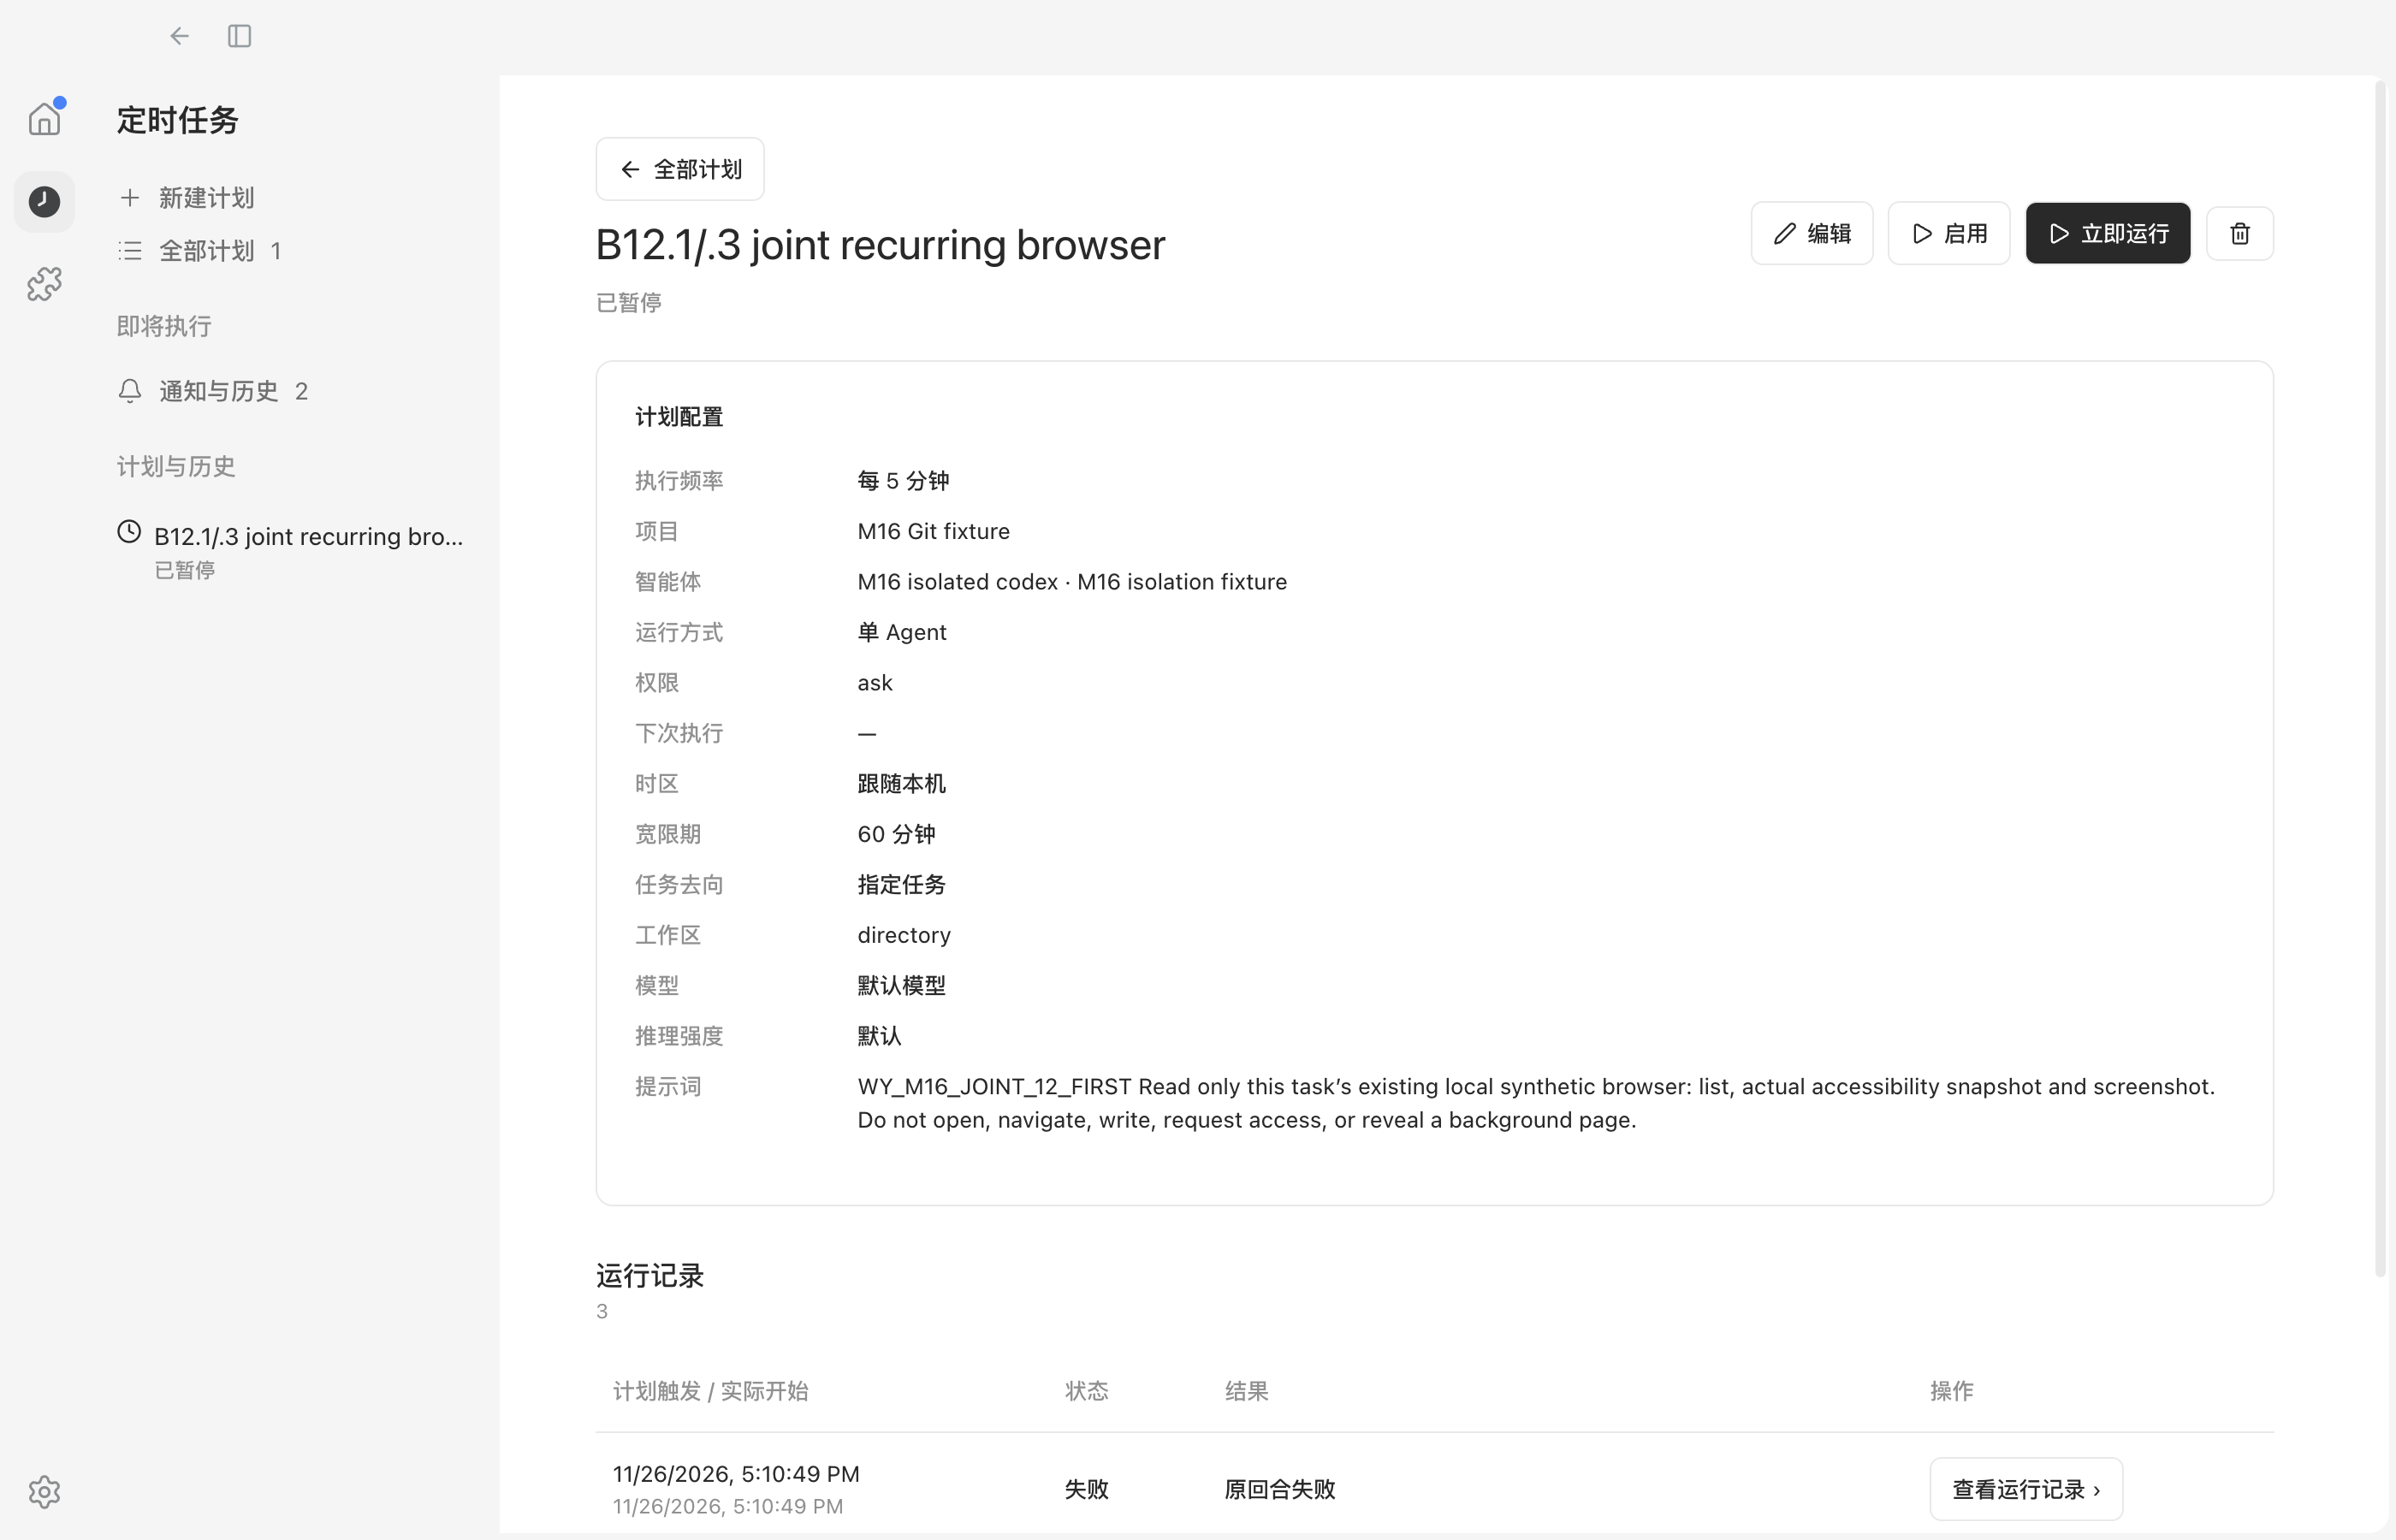 定时任务
新建计划
全部计划 1
即将执行
通知与历史 2
计划与历史
B12.1/.3 joint recurring bro...
已暂停
全部计划
B12.1/.3 joint recurring browser
已暂停
编辑
启用
立即运行
计划配置
执行频率 每 5 分钟
项目 M16 Git fixture
智能体 M16 isolated codex · M16 isolation fixture
运行方式 单 Agent
权限 ask
下次执行 —
时区 跟随本机
宽限期 60 分钟
任务去向 指定任务
工作区 directory
模型 默认模型
推理强度 默认
提示词 WY_M16_JOINT_12_FIRST Read only this task’s existing local synthetic browser: list, actual accessibility snapshot and screenshot.
Do not open, navigate, write, request access, or reveal a background page.
运行记录
3
计划触发 / 实际开始 状态 结果 操作
11/26/2026, 5:10:49 PM 失败 原回合失败 查看运行记录 ›
11/26/2026, 5:10:49 PM